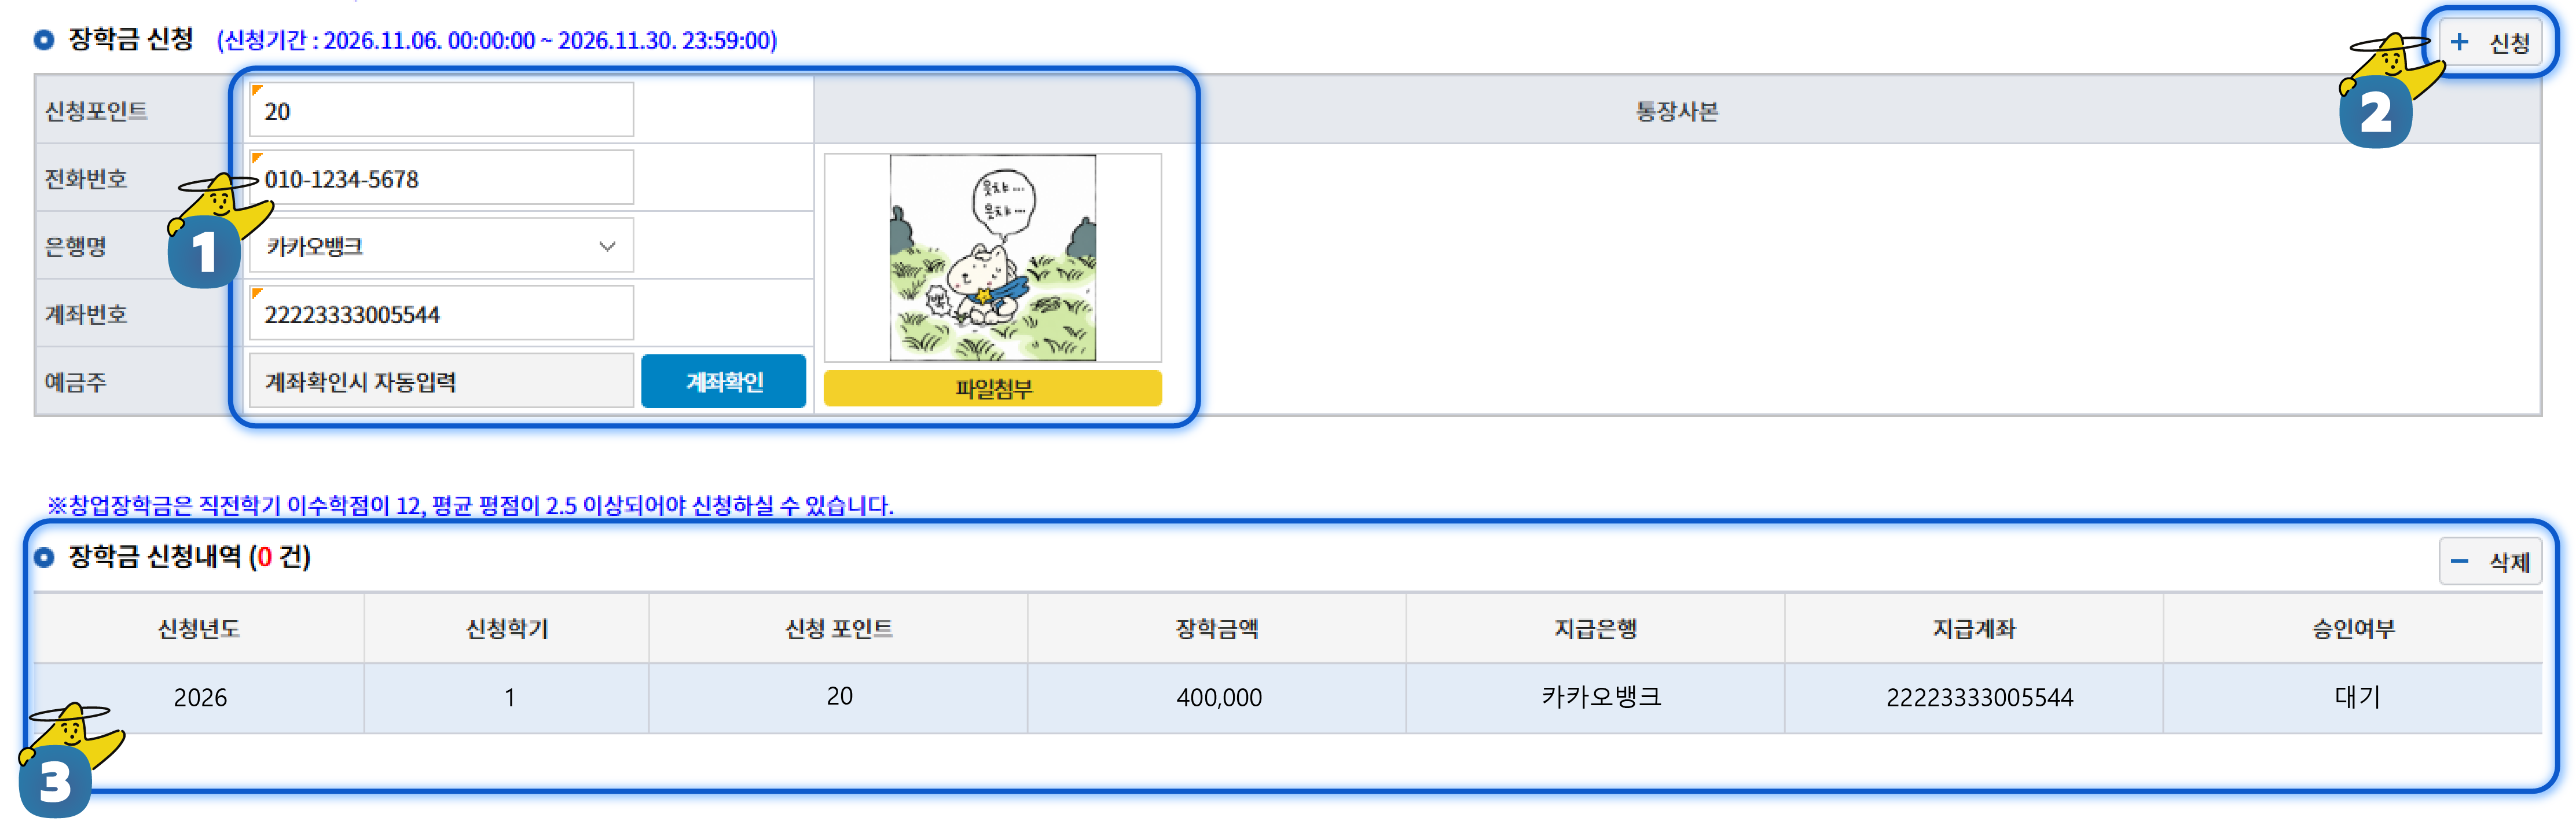 장학금 신청 (신청기간 : 2026.11.06. 00:00:00 ~ 2026.11.30. 23:59:00)
+ 신청
2
신청포인트 20 통장사본
전화번호 010-1234-5678
은행명 카카오뱅크
계좌번호 22223333005544
예금주 계좌확인시 자동입력 계좌확인
1
읏챠...
읏챠...
파일첨부
※창업장학금은 직전학기 이수학점이 12, 평균 평점이 2.5 이상되어야 신청하실 수 있습니다.
장학금 신청내역 (0 건)
- 삭제
신청년도 신청학기 신청 포인트 장학금액 지급은행 지급계좌 승인여부
2026 1 20 400,000 카카오뱅크 22223333005544 대기
3